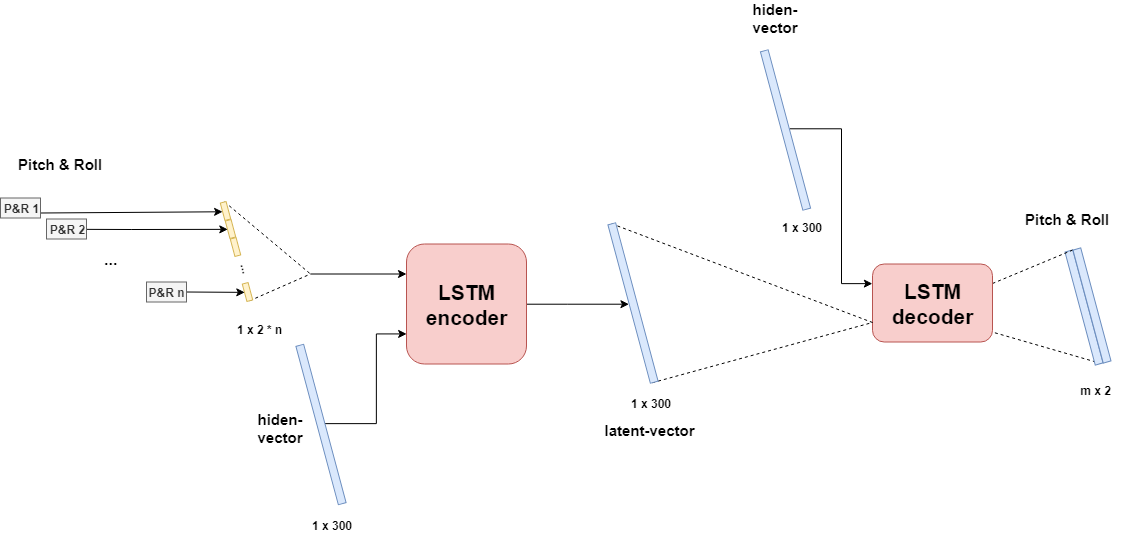 hiden-
vector
1 x 300
Pitch & Roll
P&R 1
P&R 2
...
P&R n
...
1 x 2 * n
LSTM
encoder
hiden-
vector
1 x 300
1 x 300
latent-vector
LSTM
decoder
Pitch & Roll
m x 2